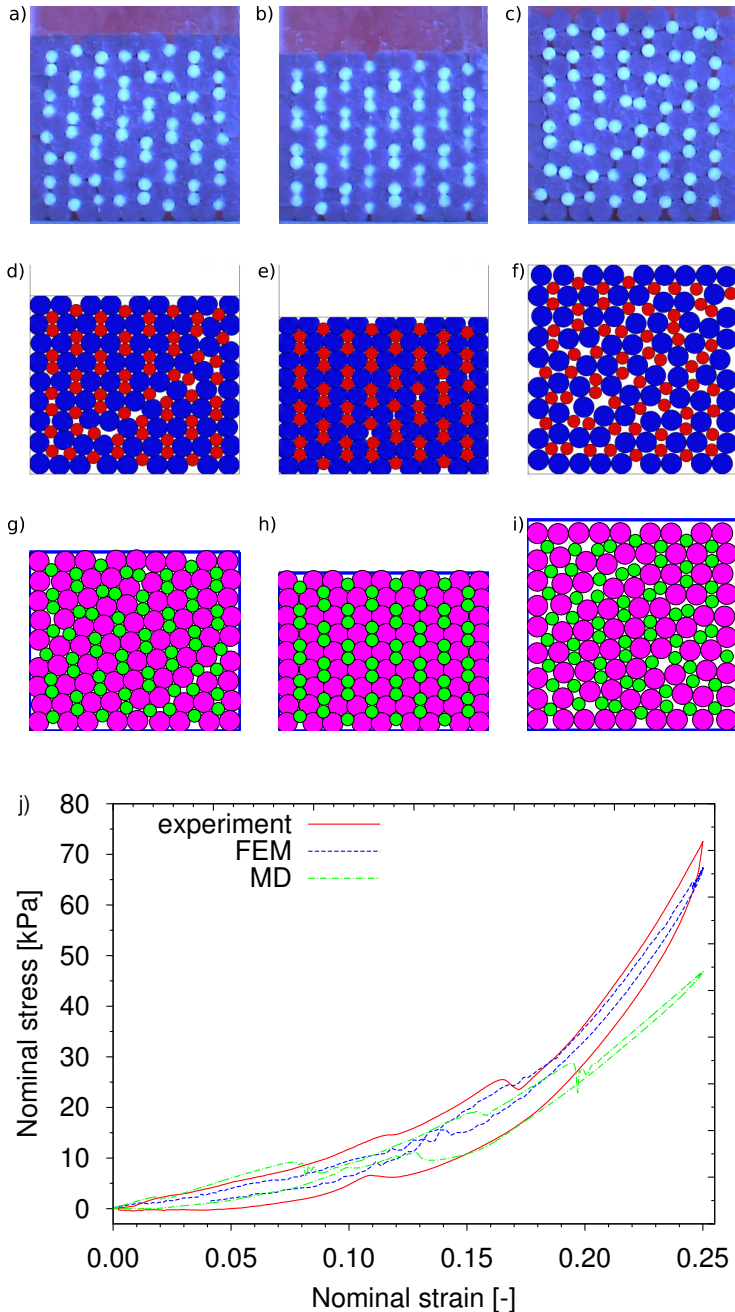 a)
b)
c)
d)
e)
f)
g)
h)
i)
j)
80
70
60
50
40
30
20
10
0
Nominal stress [kPa]
experiment
FEM
MD
0.00
0.05
0.10
0.15
0.20
0.25
Nominal strain [-]